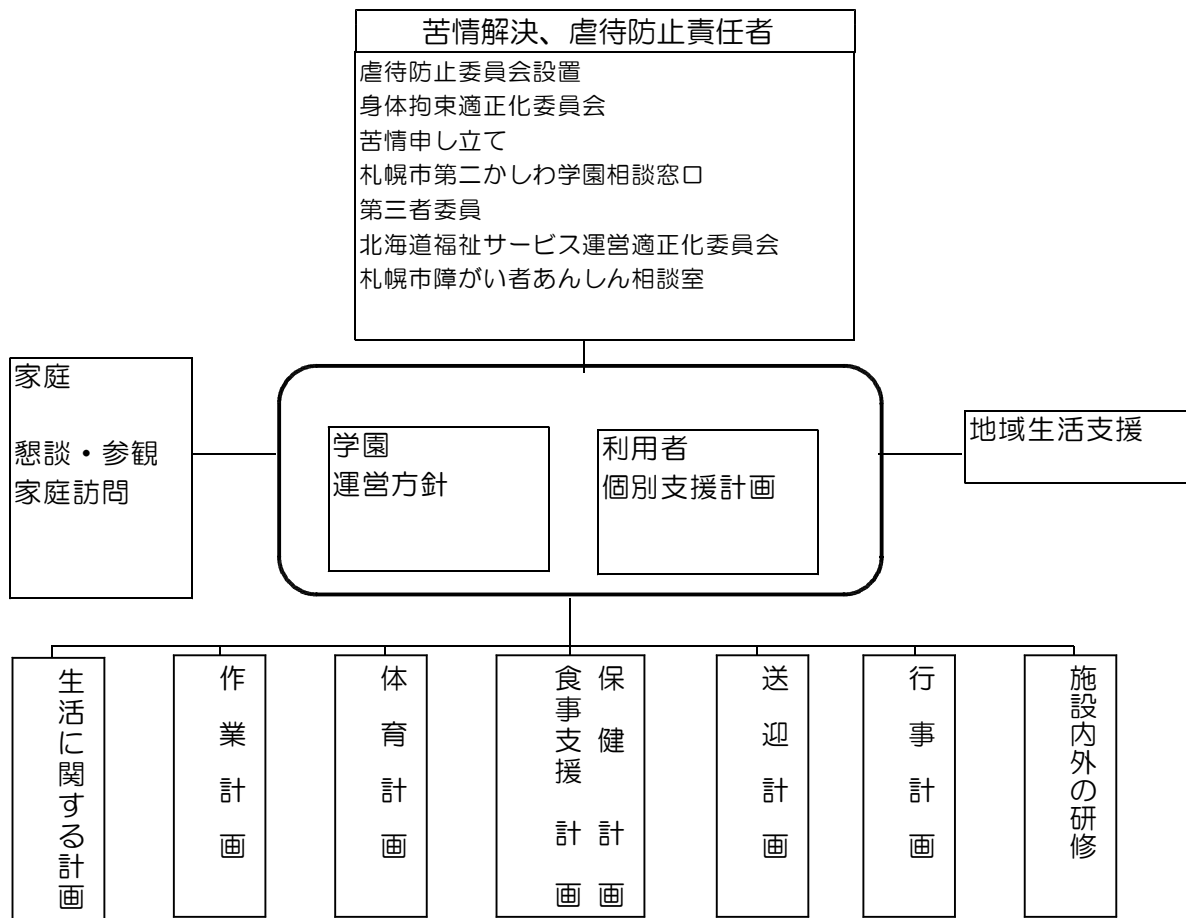 苦情解決、虐待防止責任者
虐待防止委員会設置
身体拘束適正化委員会
苦情申し立て
札幌市第二かしわ学園相談窓口
第三者委員
北海道福祉サービス運営適正化委員会
札幌市障がい者あんしん相談室
家庭
懇談・参観
家庭訪問
学園
運営方針
利用者
個別支援計画
地域生活支援
生活に関する計画
作業計画
体育計画
保健計画
食事支援計画
送迎計画
行事計画
施設内外の研修